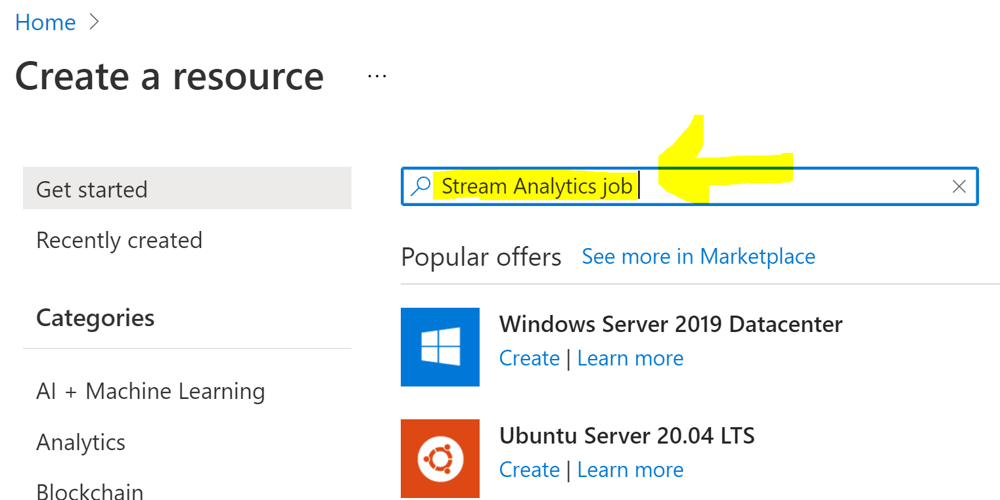 Home
Create a resource
Get started
Recently created
Categories
AI + Machine Learning
Analytics
Blockchain
Stream Analytics job
Popular offers See more in Marketplace
Windows Server 2019 Datacenter
Create | Learn more
Ubuntu Server 20.04 LTS
Create | Learn more